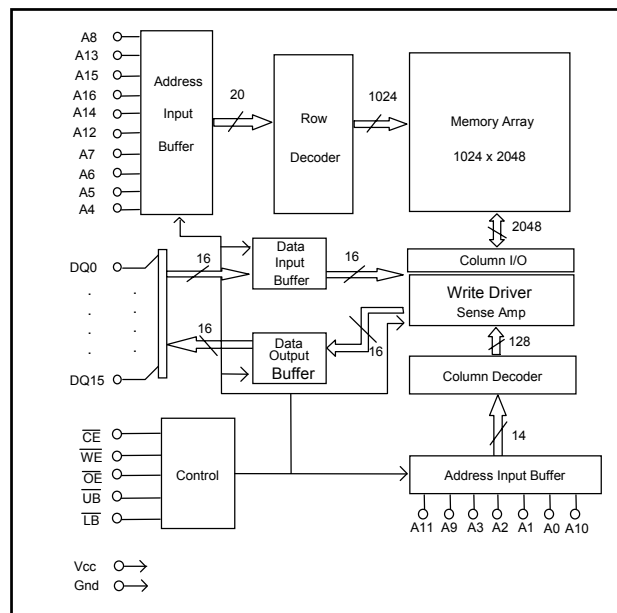 A8
A13
A15
A16
A14
A12
A7
A6
A5
A4
Address
Input
Buffer
20
Row
Decoder
1024
Memory Array
1024 x 2048
2048
DQ0
DQ15
16
Data
Input
Buffer
16
Column I/O
Write Driver
Sense Amp
16
Data
Output
Buffer
16
128
Column Decoder
14
CE
WE
OE
UB
LB
Control
Address Input Buffer
A11 A9 A3 A2 A1 A0 A10
Vcc
Gnd